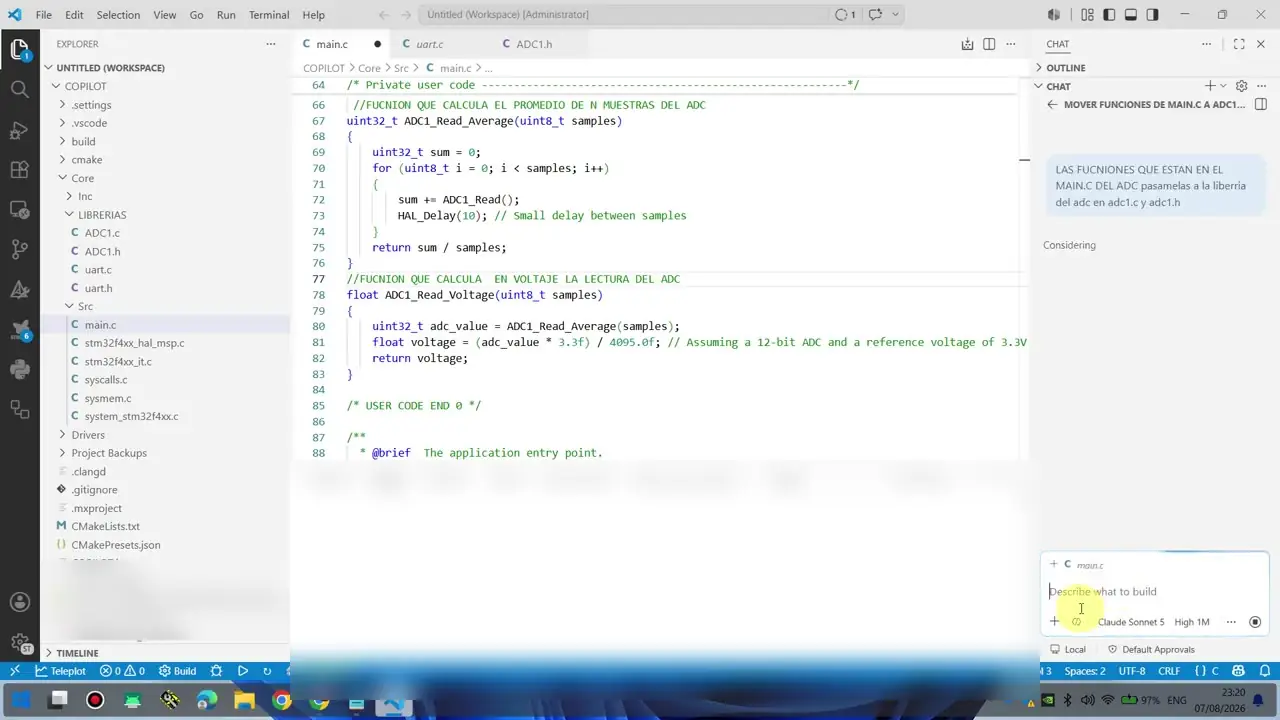 File Edit Selection View Go Run Terminal Help
Untitled (Workspace) [Administrator]
1
EXPLORER
UNTITLED (WORKSPACE)
COPILOT
.settings
.vscode
build
cmake
Core
Inc
LIBRERIAS
C ADC1.c
C ADC1.h
C uart.c
C uart.h
Src
C main.c
C stm32f4xx_hal_msp.c
C stm32f4xx_it.c
C syscalls.c
C sysmem.c
C system_stm32f4xx.c
Drivers
Project Backups
.clangd
.gitignore
.mxproject
M CMakeLists.txt
{} CMakePresets.json
TIMELINE
C main.c
C uart.c
C ADC1.h
COPILOT > Core > Src > C main.c > ...
64 /* Private user code ---------------------------------------------------------*/
66 //FUCNION QUE CALCULA EL PROMEDIO DE N MUESTRAS DEL ADC
67 uint32_t ADC1_Read_Average(uint8_t samples)
68 {
69 uint32_t sum = 0;
70 for (uint8_t i = 0; i < samples; i++)
71 {
72 sum += ADC1_Read();
73 HAL_Delay(10); // Small delay between samples
74 }
75 return sum / samples;
76 }
77 //FUCNION QUE CALCULA  EN VOLTAJE LA LECTURA DEL ADC
78 float ADC1_Read_Voltage(uint8_t samples)
79 {
80 uint32_t adc_value = ADC1_Read_Average(samples);
81 float voltage = (adc_value * 3.3f) / 4095.0f; // Assuming a 12-bit ADC and a reference voltage of 3.3V
82 return voltage;
83 }
84
85 /* USER CODE END 0 */
86
87 /**
88 * @brief  The application entry point.
CHAT
OUTLINE
CHAT
MOVER FUNCIONES DE MAIN.C A ADC1...
LAS FUCNIONES QUE ESTAN EN EL
MAIN.C DEL ADC pasamelas a la liberría
del adc en adc1.c y adc1.h
Considering
C main.c
Describe what to build
Claude Sonnet 5 High 1M
Local Default Approvals
Teleplot 0 0 Build
Spaces: 2 UTF-8 CRLF {} C
97% ENG 23:20
07/08/2026